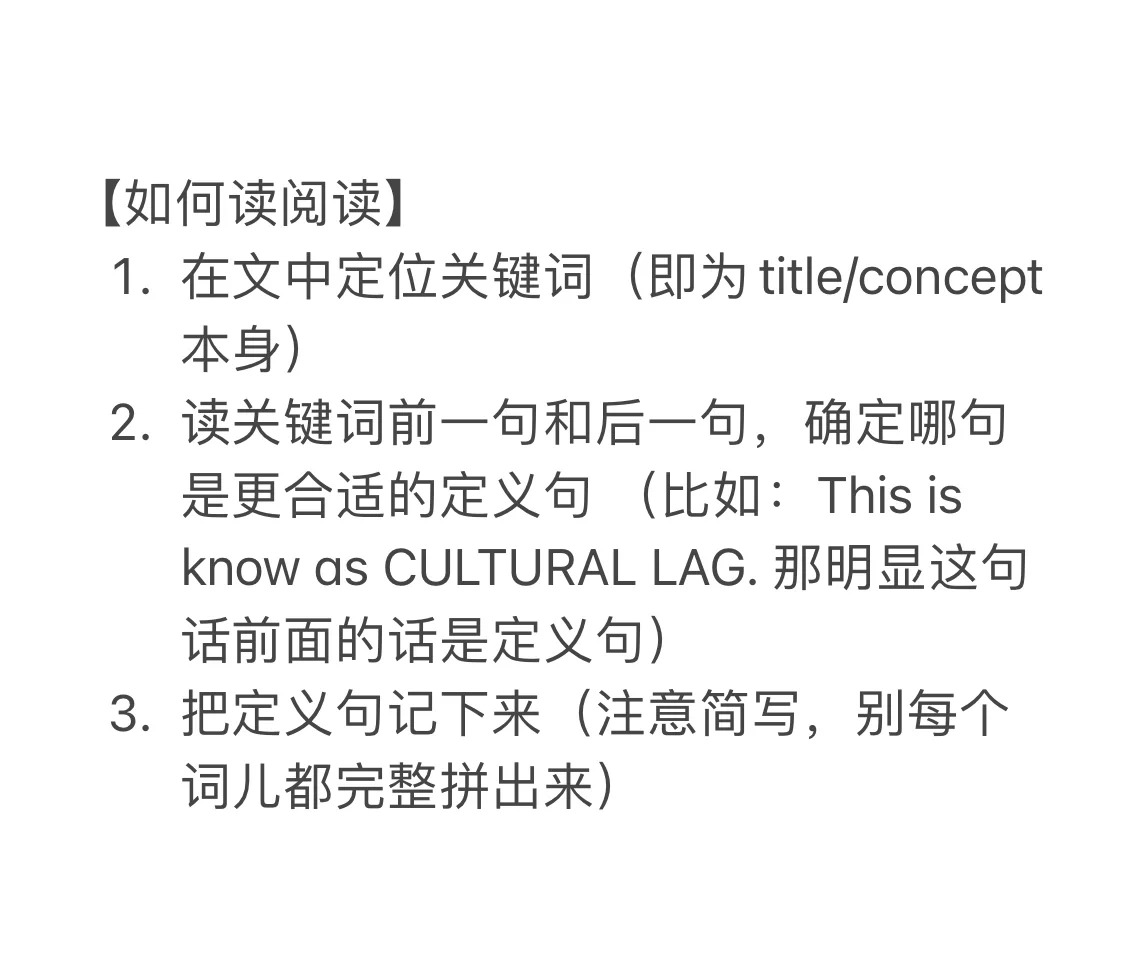 【如何读阅读】
1. 在文中定位关键词（即为 title/concept
本身）
2. 读关键词前一句和后一句，确定哪句
是更合适的定义句 （比如：This is
know as CULTURAL LAG. 那明显这句
话前面的话是定义句）
3. 把定义句记下来（注意简写，别每个
词儿都完整拼出来）